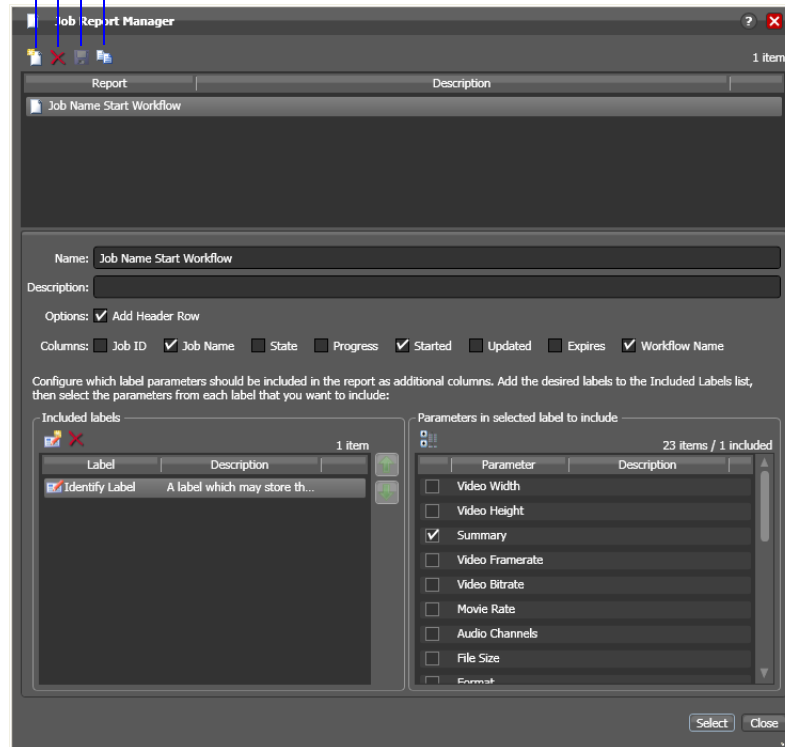 Job Report Manager
?
1 item
Report Description
Job Name Start Workflow
Name: Job Name Start Workflow
Description:
Options: Add Header Row
Columns: Job ID Job Name State Progress Started Updated Expires Workflow Name
Configure which label parameters should be included in the report as additional columns. Add the desired labels to the Included Labels list,
then select the parameters from each label that you want to include:
Included labels
1 item
Label Description
Identify Label A label which may store th...
Parameters in selected label to include
23 items / 1 included
Parameter Description
Video Width
Video Height
Summary
Video Framerate
Video Bitrate
Movie Rate
Audio Channels
File Size
Format
Select Close